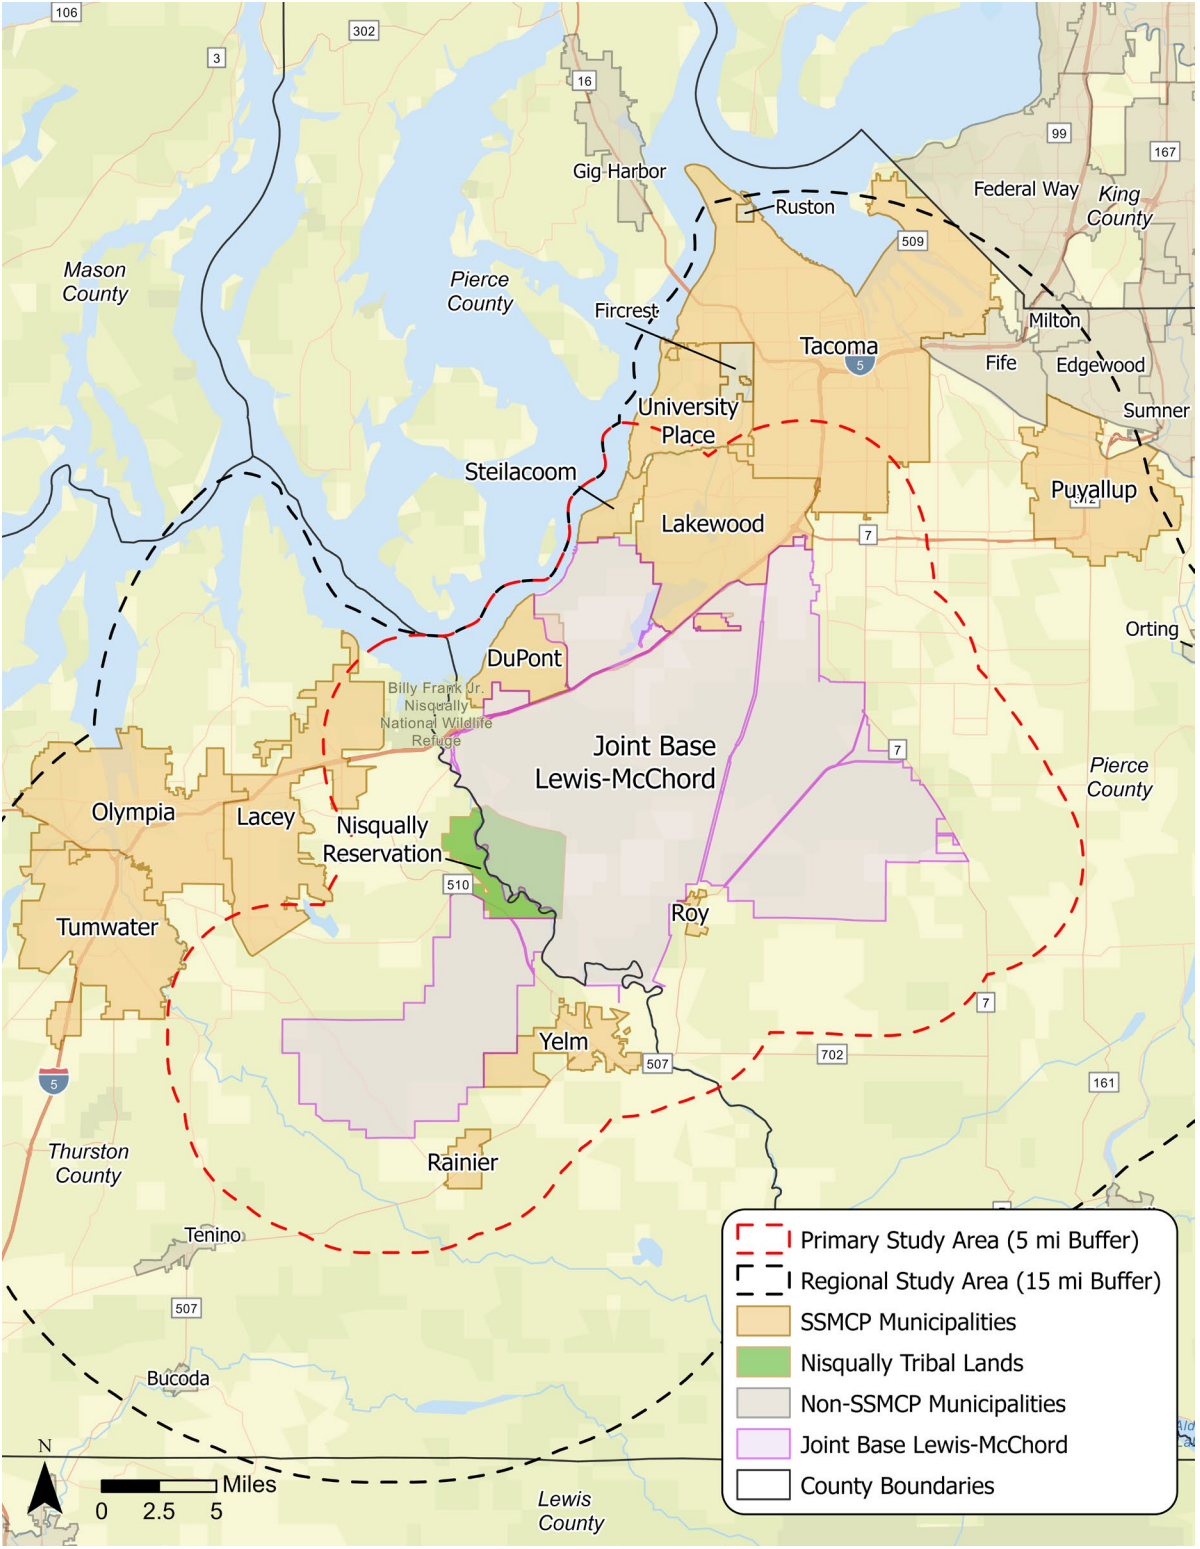 106
302
3
16
99
167
Gig Harbor
Federal Way
King
County
Ruston
509
Mason
County
Pierce
County
Fircrest
Milton
Tacoma
5
Fife
Edgewood
University
Place
Sumner
Steilacoom
Puyallup
Lakewood
7
Orting
DuPont
Billy Frank Jr.
Nisqually
National Wildlife
Refuge
Joint Base
Lewis-McChord
7
Pierce
County
Olympia
Lacey
Nisqually
Reservation
510
Roy
Tumwater
7
Yelm
507
702
5
161
Thurston
County
Rainier
Tenino
507
Bucoda
Primary Study Area (5 mi Buffer)
Regional Study Area (15 mi Buffer)
SSMCP Municipalities
Nisqually Tribal Lands
Non-SSMCP Municipalities
Joint Base Lewis-McChord
County Boundaries
N
Miles
0 2.5 5
Lewis
County